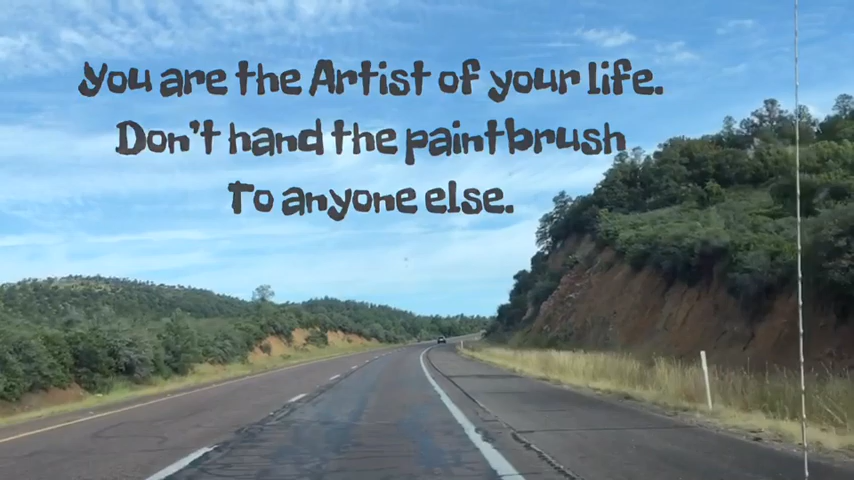 You are the Artist of your life.
Don't hand the paintbrush
To anyone else.